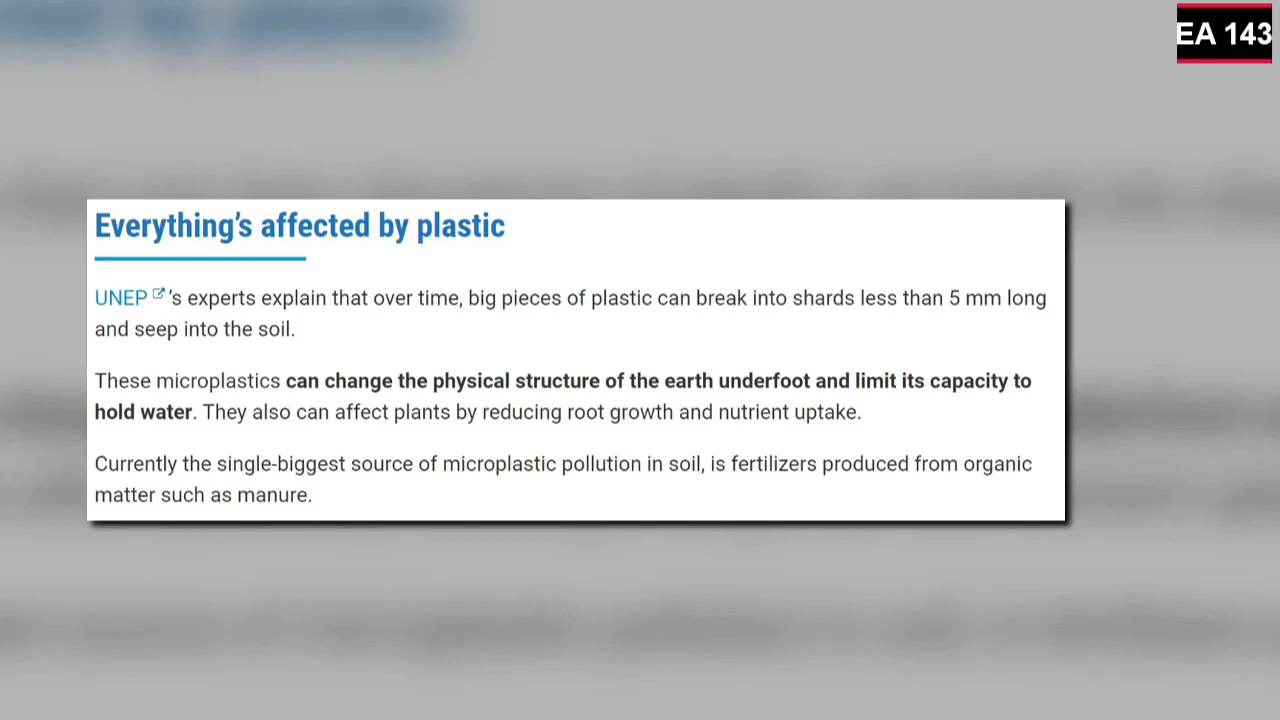 EA 143
Everything’s affected by plastic
UNEP ’s experts explain that over time, big pieces of plastic can break into shards less than 5 mm long
and seep into the soil.
These microplastics can change the physical structure of the earth underfoot and limit its capacity to
hold water. They also can affect plants by reducing root growth and nutrient uptake.
Currently the single-biggest source of microplastic pollution in soil, is fertilizers produced from organic
matter such as manure.